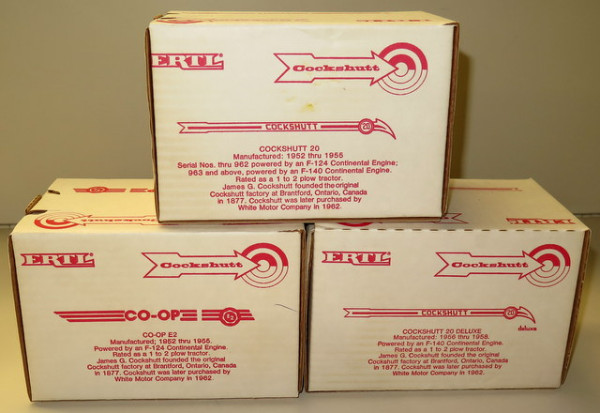 ERTL
Cockshutt
COCKSHUTT 20
COCKSHUTT 20
Manufactured: 1952 thru 1955
Serial Nos. thru 962 powered by an F-124 Continental Engine;
963 and above, powered by an F-140 Continental Engine.
Rated as a 1 to 2 plow tractor.
James G. Cockshutt founded the original
Cockshutt factory at Brantford, Ontario, Canada
in 1877. Cockshutt was later purchased by
White Motor Company in 1962.
Cockshutt
ERTL
Cockshutt
CO-OP E2
CO-OP E2
Manufactured: 1952 thru 1955.
Powered by an F-124 Continental Engine.
Rated as a 1 to 2 plow tractor.
James G. Cockshutt founded the original
Cockshutt factory at Brantford, Ontario, Canada
in 1877. Cockshutt was later purchased by
White Motor Company in 1962.
ERTL
ERTL
Cockshutt
COCKSHUTT 20
deluxe
COCKSHUTT 20 DELUXE
Manufactured: 1956 thru 1958.
Powered by an F-140 Continental Engine.
Rated as a 1 to 2 plow tractor.
James G. Cockshutt founded the original
Cockshutt factory at Brantford, Ontario, Canada
in 1877. Cockshutt was later purchased by
White Motor Company in 1962.